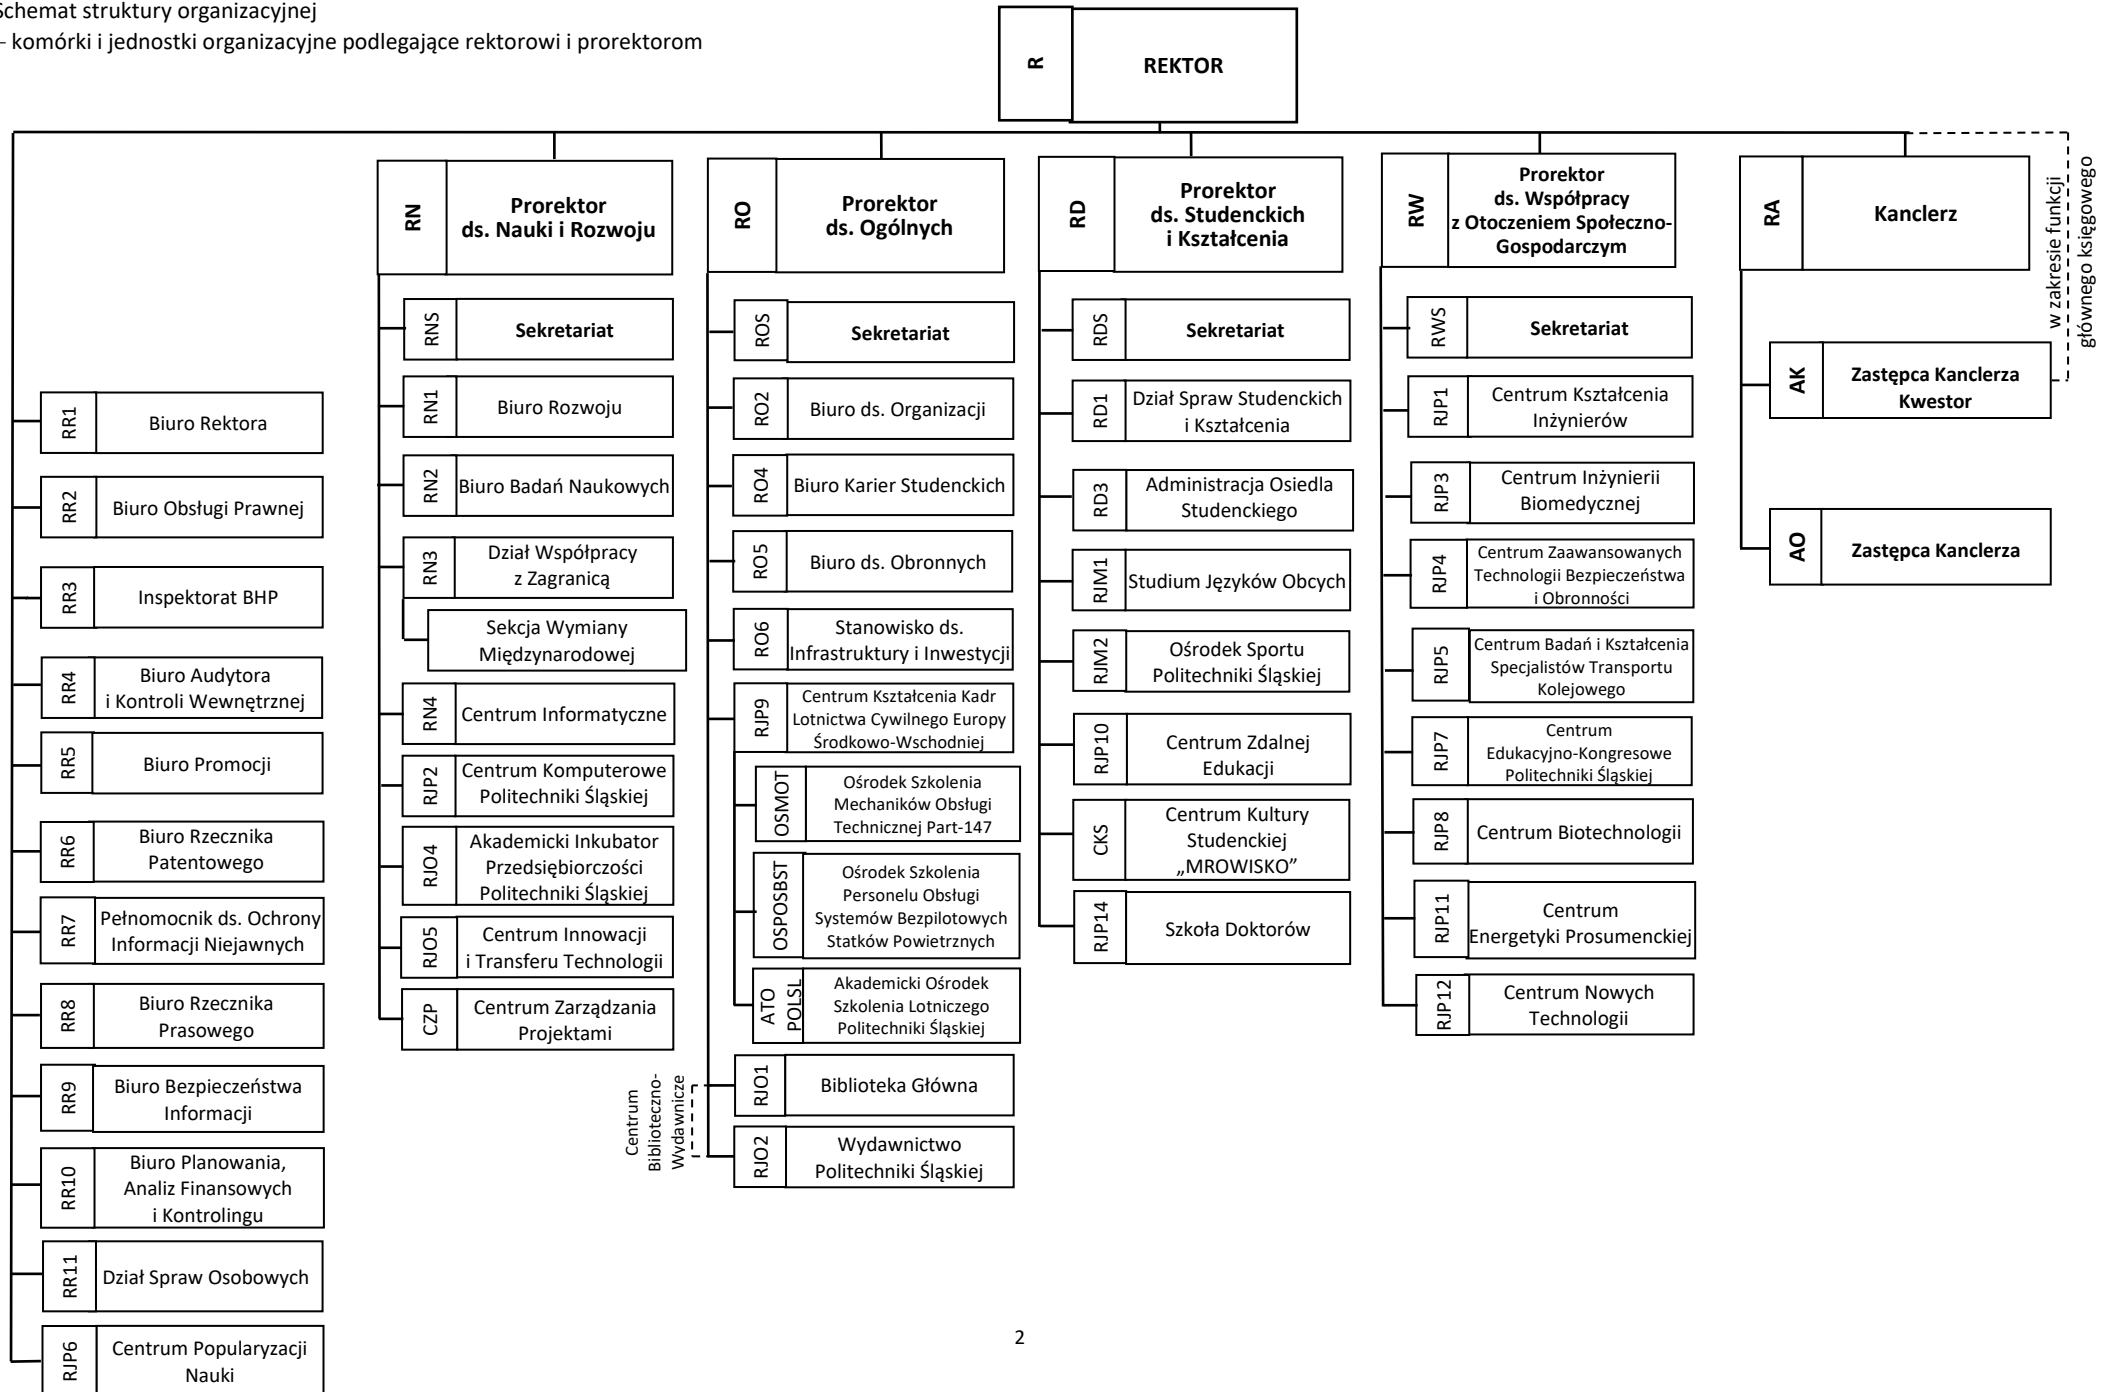 Schemat struktury organizacyjnej
– komórki i jednostki organizacyjne podlegające rektorowi i prorektorom
R
REKTOR
RR1
Biuro Rektora
RR2
Biuro Obsługi Prawnej
RR3
Inspektorat BHP
RR4
Biuro Audytora
i Kontroli Wewnętrznej
RR5
Biuro Promocji
RR6
Biuro Rzecznika
Patentowego
RR7
Pełnomocnik ds. Ochrony
Informacji Niejawnych
RR8
Biuro Rzecznika
Prasowego
RR9
Biuro Bezpieczeństwa
Informacji
RR10
Biuro Planowania,
Analiz Finansowych
i Kontrolingu
RR11
Dział Spraw Osobowych
RJP6
Centrum Popularyzacji
Nauki
RN
Prorektor
ds. Nauki i Rozwoju
RNS
Sekretariat
RN1
Biuro Rozwoju
RN2
Biuro Badań Naukowych
RN3
Dział Współpracy
z Zagranicą
Sekcja Wymiany
Międzynarodowej
RN4
Centrum Informatyczne
RJP2
Centrum Komputerowe
Politechniki Śląskiej
RJO4
Akademicki Inkubator
Przedsiębiorczości
Politechniki Śląskiej
RJO5
Centrum Innowacji
i Transferu Technologii
CZP
Centrum Zarządzania
Projektami
RO
Prorektor
ds. Ogólnych
ROS
Sekretariat
RO2
Biuro ds. Organizacji
RO4
Biuro Karier Studenckich
RO5
Biuro ds. Obronnych
RO6
Stanowisko ds.
Infrastruktury i Inwestycji
RJP9
Centrum Kształcenia Kadr
Lotnictwa Cywilnego Europy
Środkowo-Wschodniej
OSMOT
Ośrodek Szkolenia
Mechaników Obsługi
Technicznej Part-147
OSPOSBST
Ośrodek Szkolenia
Personelu Obsługi
Systemów Bezpilotowych
Statków Powietrznych
ATO
POLSL
Akademicki Ośrodek
Szkolenia Lotniczego
Politechniki Śląskiej
Centrum
Biblioteczno-
Wydawnicze
RJO1
Biblioteka Główna
RJO2
Wydawnictwo
Politechniki Śląskiej
RD
Prorektor
ds. Studenckich
i Kształcenia
RDS
Sekretariat
RD1
Dział Spraw Studenckich
i Kształcenia
RD3
Administracja Osiedla
Studenckiego
RJM1
Studium Języków Obcych
RJM2
Ośrodek Sportu
Politechniki Śląskiej
RJP10
Centrum Zdalnej
Edukacji
CKS
Centrum Kultury
Studenckiej
„MROWISKO”
RJP14
Szkoła Doktorów
RW
Prorektor
ds. Współpracy
z Otoczeniem Społeczno-
Gospodarczym
RWS
Sekretariat
RJP1
Centrum Kształcenia
Inżynierów
RJP3
Centrum Inżynierii
Biomedycznej
RJP4
Centrum Zaawansowanych
Technologii Bezpieczeństwa
i Obronności
RJP5
Centrum Badań i Kształcenia
Specjalistów Transportu
Kolejowego
RJP7
Centrum
Edukacyjno-Kongresowe
Politechniki Śląskiej
RJP8
Centrum Biotechnologii
RJP11
Centrum
Energetyki Prosumenckiej
RJP12
Centrum Nowych
Technologii
RA
Kanclerz
w zakresie funkcji
głównego księgowego
AK
Zastępca Kanclerza
Kwestor
AO
Zastępca Kanclerza
2